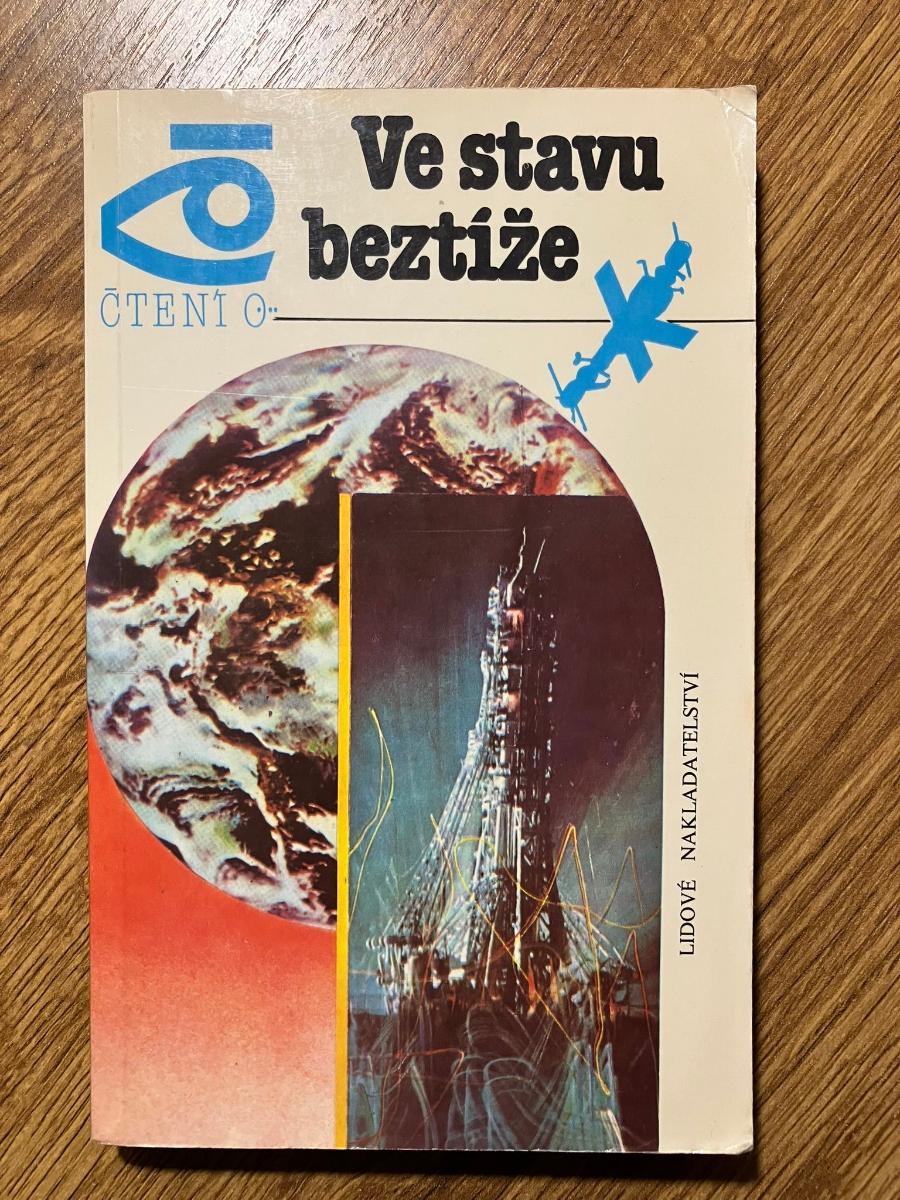 Ve stavu
beztíže
ČTENÍ O...
LIDOVÉ NAKLADATELSTVÍ